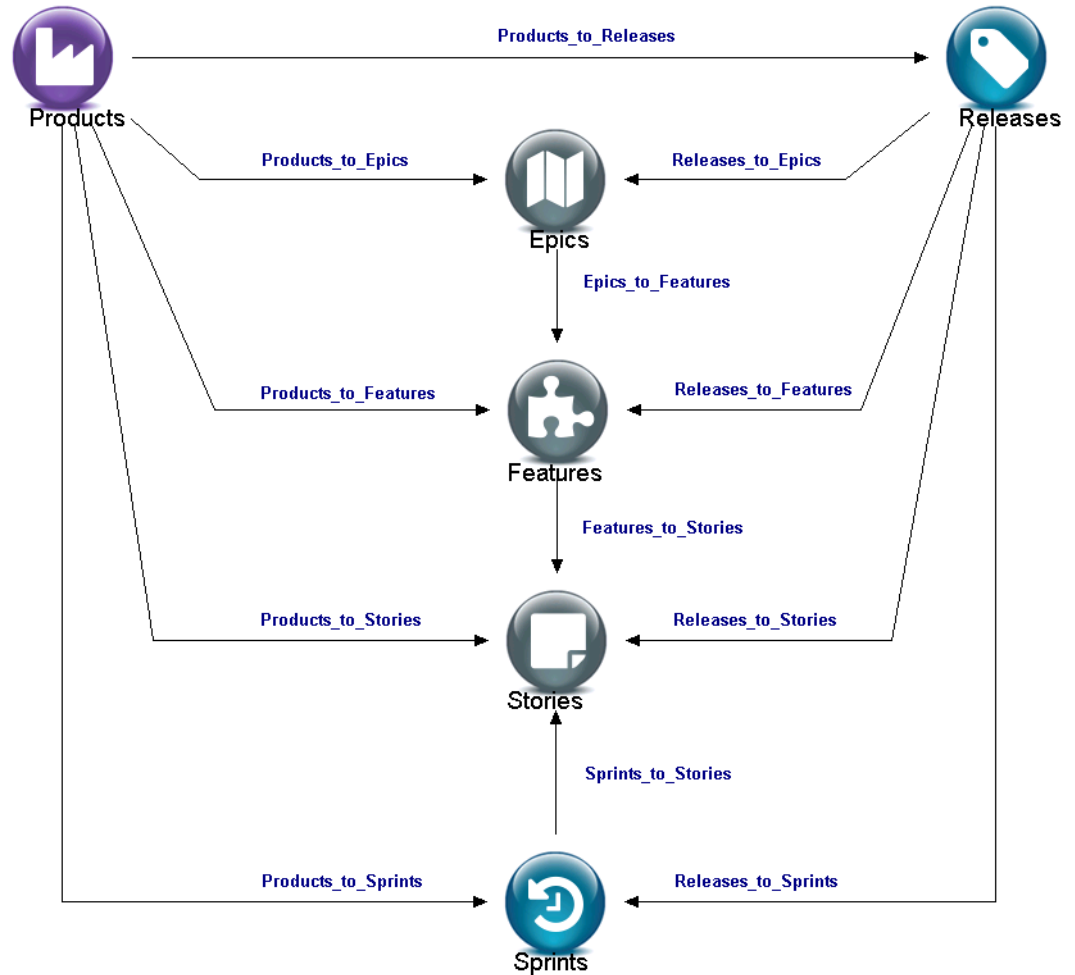 Products_to_Releases
Products
Releases
Products_to_Epics
Releases_to_Epics
Epics
Epics_to_Features
Products_to_Features
Releases_to_Features
Features
Features_to_Stories
Products_to_Stories
Releases_to_Stories
Stories
Sprints_to_Stories
Products_to_Sprints
Releases_to_Sprints
Sprints